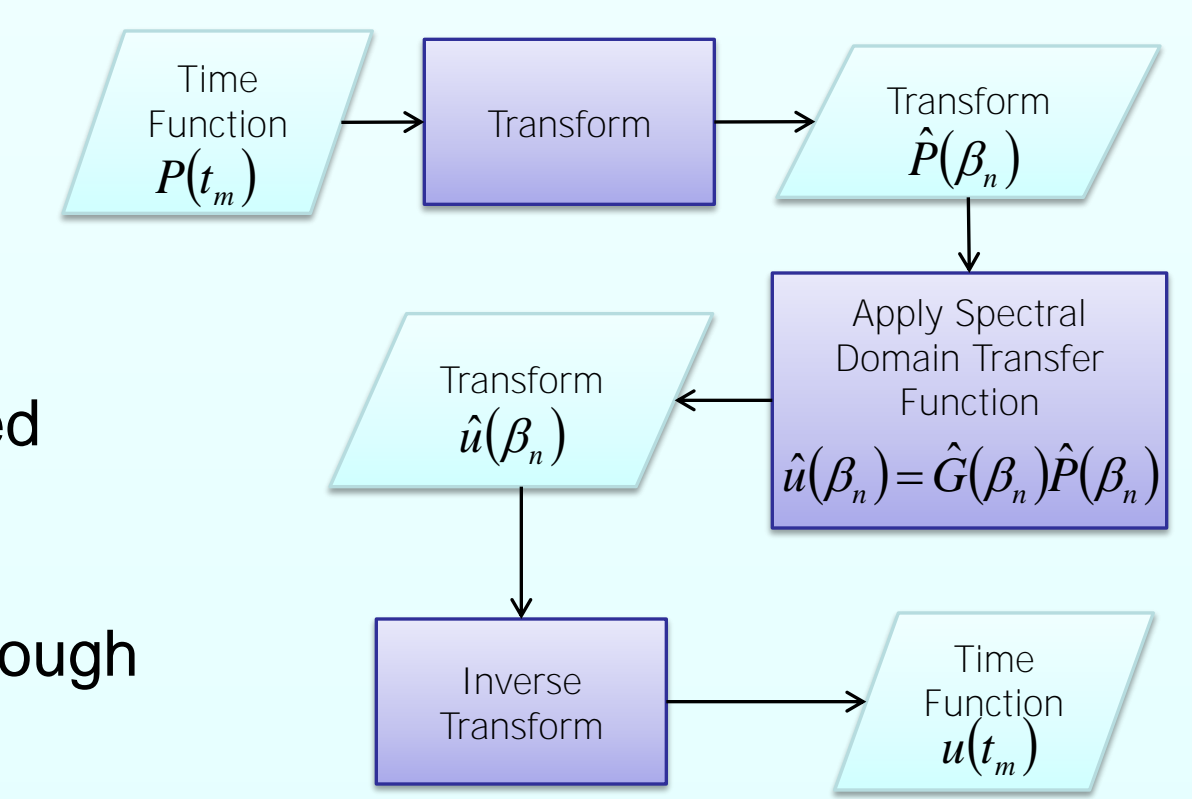 Time
Function
P(t_m)
Transform
Transform
P̂(β_n)
Apply Spectral
Domain Transfer
Function
û(β_n)=Ĝ(β_n)P̂(β_n)
Transform
û(β_n)
ed
ough
Inverse
Transform
Time
Function
u(t_m)